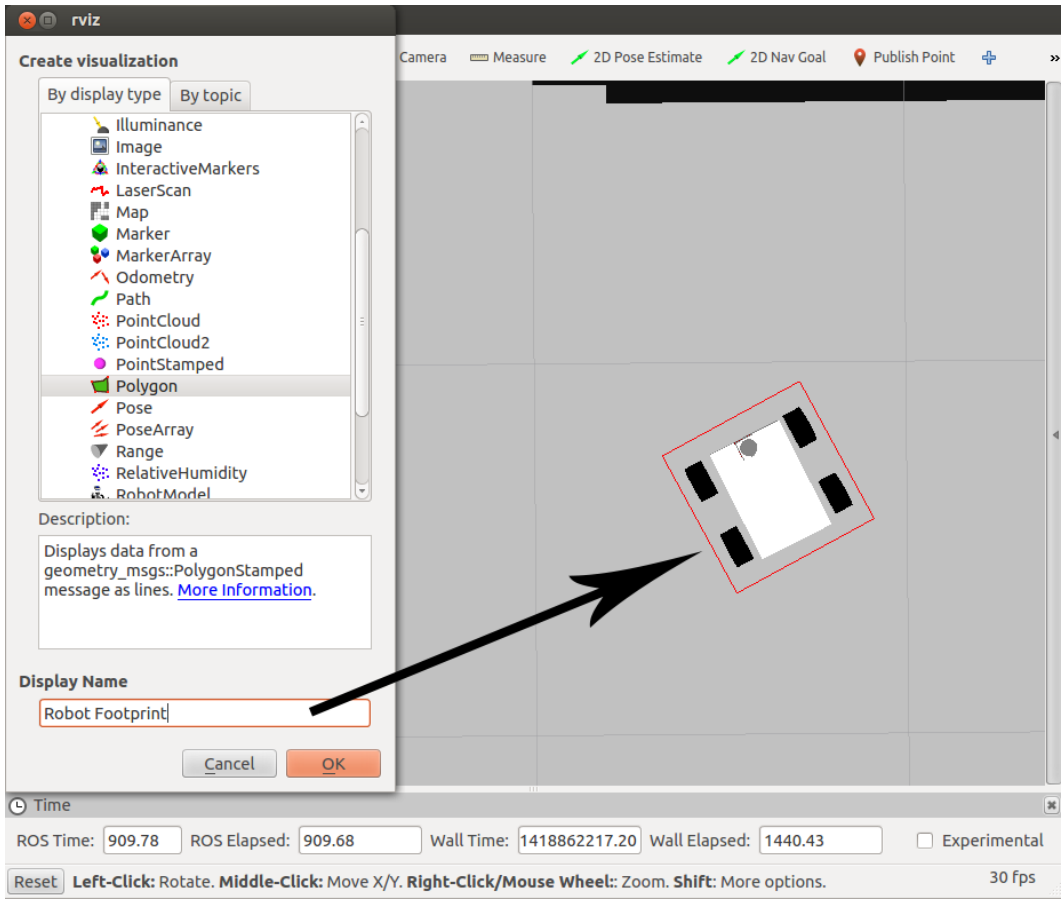 rviz
Create visualization
By display type By topic
Illuminance
Image
InteractiveMarkers
LaserScan
Map
Marker
MarkerArray
Odometry
Path
PointCloud
PointCloud2
PointStamped
Polygon
Pose
PoseArray
Range
RelativeHumidity
RobotModel
Description:
Displays data from a
geometry_msgs::PolygonStamped
message as lines. More Information.
Display Name
Robot Footprint
Cancel OK
Camera Measure 2D Pose Estimate 2D Nav Goal Publish Point »
Time
ROS Time: 909.78 ROS Elapsed: 909.68 Wall Time: 1418862217.20 Wall Elapsed: 1440.43 Experimental
Reset Left-Click: Rotate. Middle-Click: Move X/Y. Right-Click/Mouse Wheel:: Zoom. Shift: More options. 30 fps